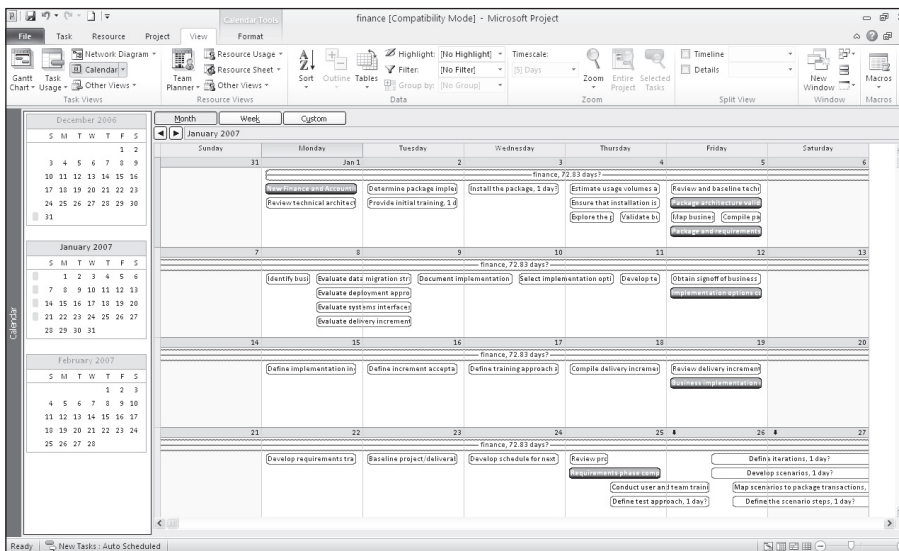 finance [Compatibility Mode] - Microsoft Project
Calendar Tools
File Task Resource Project View Format
Gantt Chart
Task Usage
Network Diagram
Calendar
Other Views
Task Views
Team Planner
Resource Usage
Resource Sheet
Other Views
Resource Views
Sort
Outline
Tables
Highlight: [No Highlight]
Filter: [No Filter]
Group by: [No Group]
Data
Timescale:
[5] Days
Zoom
Entire Project
Selected Tasks
Zoom
Timeline
Details
Split View
New Window
Window
Macros
Macros
Calendar
December 2006
S M T W T F S
1 2
3 4 5 6 7 8 9
10 11 12 13 14 15 16
17 18 19 20 21 22 23
24 25 26 27 28 29 30
31
January 2007
S M T W T F S
1 2 3 4 5 6
7 8 9 10 11 12 13
14 15 16 17 18 19 20
21 22 23 24 25 26 27
28 29 30 31
February 2007
S M T W T F S
1 2 3
4 5 6 7 8 9 10
11 12 13 14 15 16 17
18 19 20 21 22 23 24
25 26 27 28
Month Week Custom
January 2007
Sunday Monday Tuesday Wednesday Thursday Friday Saturday
31 Jan 1 2 3 4 5 6
finance, 72.83 days?
New Finance and Accounti Determine package imple Install the package, 1 day? Estimate usage volumes a Review and baseline techn
Review technical architect Provide initial training, 1 d Ensure that installation is Package architecture valid
Explore the p Validate bu Map busines Compile pa
Package and requirements
7 8 9 10 11 12 13
finance, 72.83 days?
Identify busi Evaluate data migration str Document implementation Select implementation opti Develop te Obtain signoff of business
Evaluate deployment appro Implementation options c
Evaluate systems interfaces
Evaluate delivery increment
14 15 16 17 18 19 20
finance, 72.83 days?
Define implementation in Define increment accepta Define training approach a Compile delivery increme Review delivery increment
Business implementation
21 22 23 24 25 26 27
finance, 72.83 days?
Develop requirements tra Baseline project/deliverab Develop schedule for next Review pro Define iterations, 1 day?
Requirements phase comp Develop scenarios, 1 day?
Conduct user and team traini Map scenarios to package transactions,
Define test approach, 1 day? Define the scenario steps, 1 day?
Ready New Tasks : Auto Scheduled